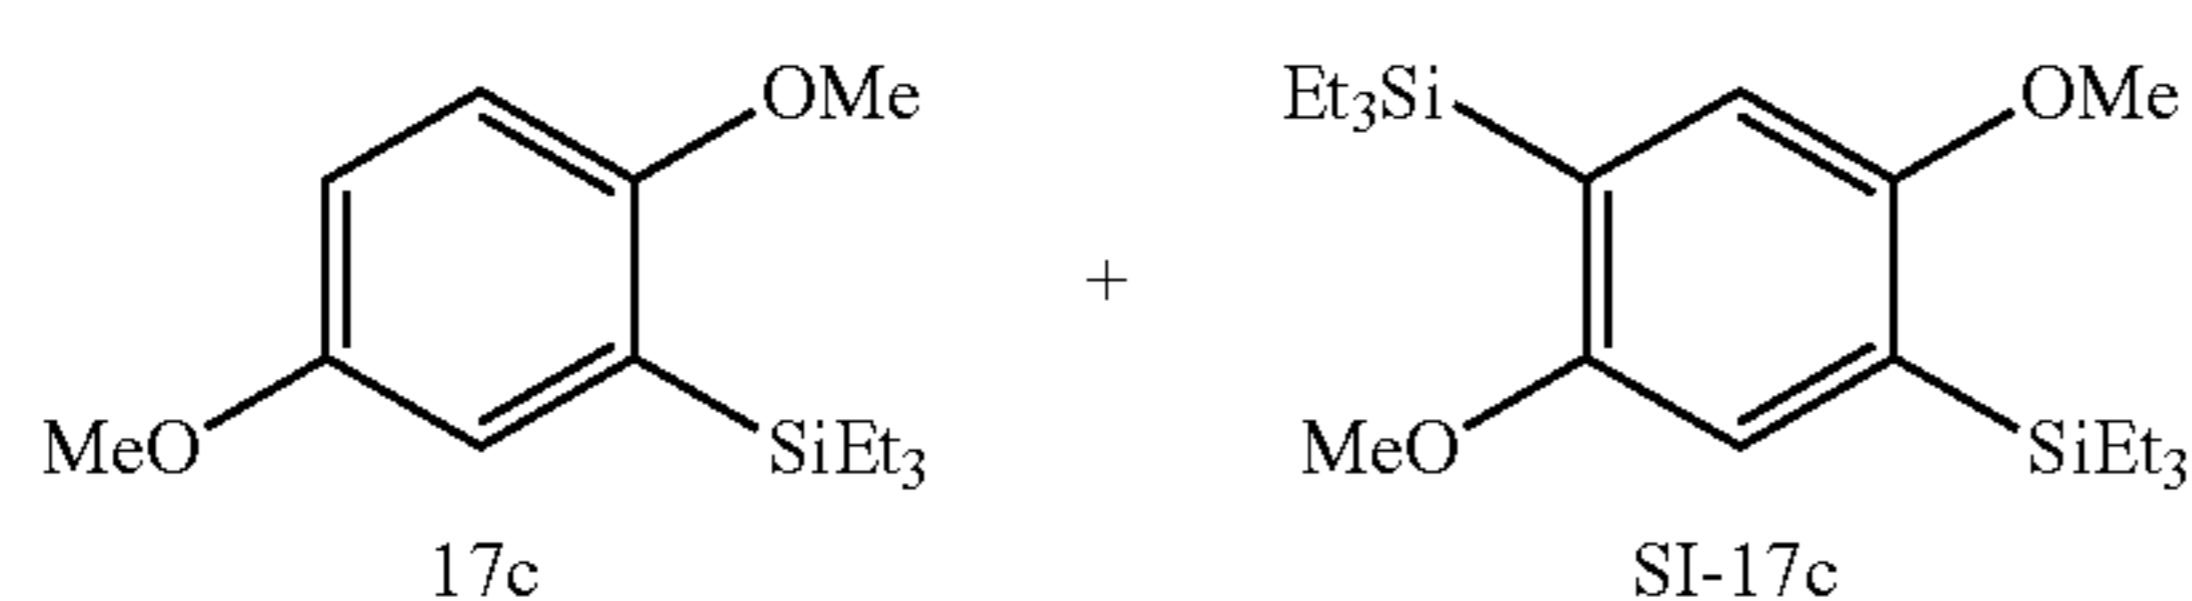 OMe
Et₃Si
OMe
+
MeO
SiEt₃
MeO
SiEt₃
17c
SI-17c